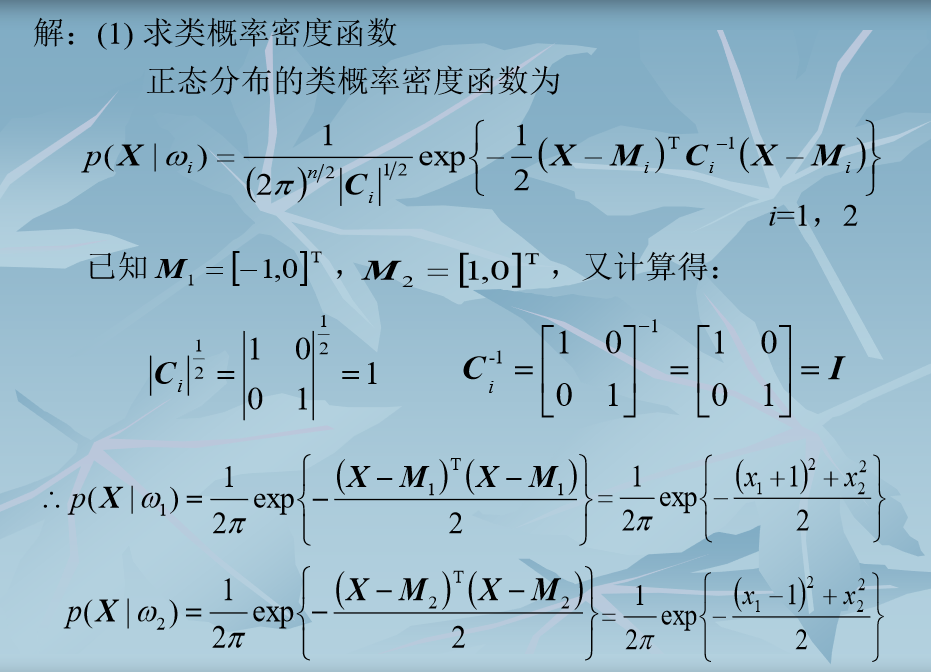 解：(1) 求类概率密度函数
正态分布的类概率密度函数为
$p(\boldsymbol{X} \mid \omega_i) = \frac{1}{(2\pi)^{n/2} |\boldsymbol{C}_i|^{1/2}} \exp\left\{ -\frac{1}{2} (\boldsymbol{X} - \boldsymbol{M}_i)^{\mathrm{T}} \boldsymbol{C}_i^{-1} (\boldsymbol{X} - \boldsymbol{M}_i) \right\}$
i=1，2
已知 $\boldsymbol{M}_1 = [-1,0]^{\mathrm{T}}$，$\boldsymbol{M}_2 = [1,0]^{\mathrm{T}}$，又计算得：
$|\boldsymbol{C}_i|^{\frac{1}{2}} = \begin{vmatrix} 1 & 0 \\ 0 & 1 \end{vmatrix}^{\frac{1}{2}} = 1$ $\boldsymbol{C}_i^{-1} = \begin{bmatrix} 1 & 0 \\ 0 & 1 \end{bmatrix}^{-1} = \begin{bmatrix} 1 & 0 \\ 0 & 1 \end{bmatrix} = \boldsymbol{I}$
$\therefore p(\boldsymbol{X} \mid \omega_1) = \frac{1}{2\pi} \exp\left\{ -\frac{(\boldsymbol{X} - \boldsymbol{M}_1)^{\mathrm{T}} (\boldsymbol{X} - \boldsymbol{M}_1)}{2} \right\} = \frac{1}{2\pi} \exp\left\{ -\frac{(x_1 + 1)^2 + x_2^2}{2} \right\}$
$p(\boldsymbol{X} \mid \omega_2) = \frac{1}{2\pi} \exp\left\{ -\frac{(\boldsymbol{X} - \boldsymbol{M}_2)^{\mathrm{T}} (\boldsymbol{X} - \boldsymbol{M}_2)}{2} \right\} = \frac{1}{2\pi} \exp\left\{ -\frac{(x_1 - 1)^2 + x_2^2}{2} \right\}$